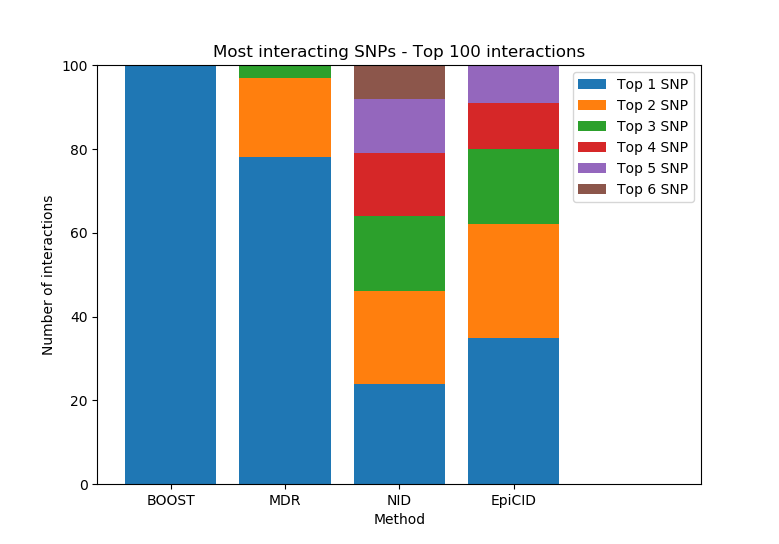 Most interacting SNPs - Top 100 interactions
100
80
60
40
20
0
Number of interactions
Top 1 SNP
Top 2 SNP
Top 3 SNP
Top 4 SNP
Top 5 SNP
Top 6 SNP
BOOST MDR NID EpiCID
Method